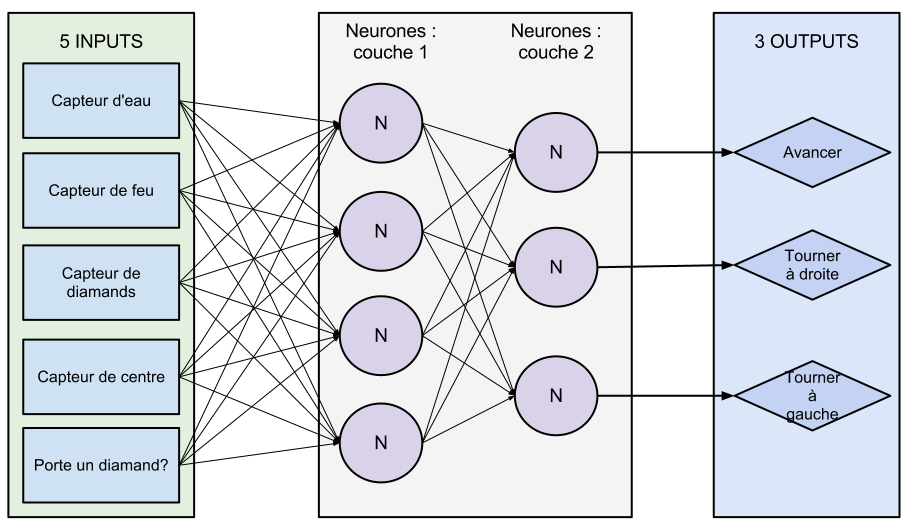 5 INPUTS
Capteur d'eau
Capteur de feu
Capteur de
diamands
Capteur de centre
Porte un diamand?
Neurones :
couche 1
N
N
N
N
Neurones :
couche 2
N
N
N
3 OUTPUTS
Avancer
Tourner
à droite
Tourner
à
gauche